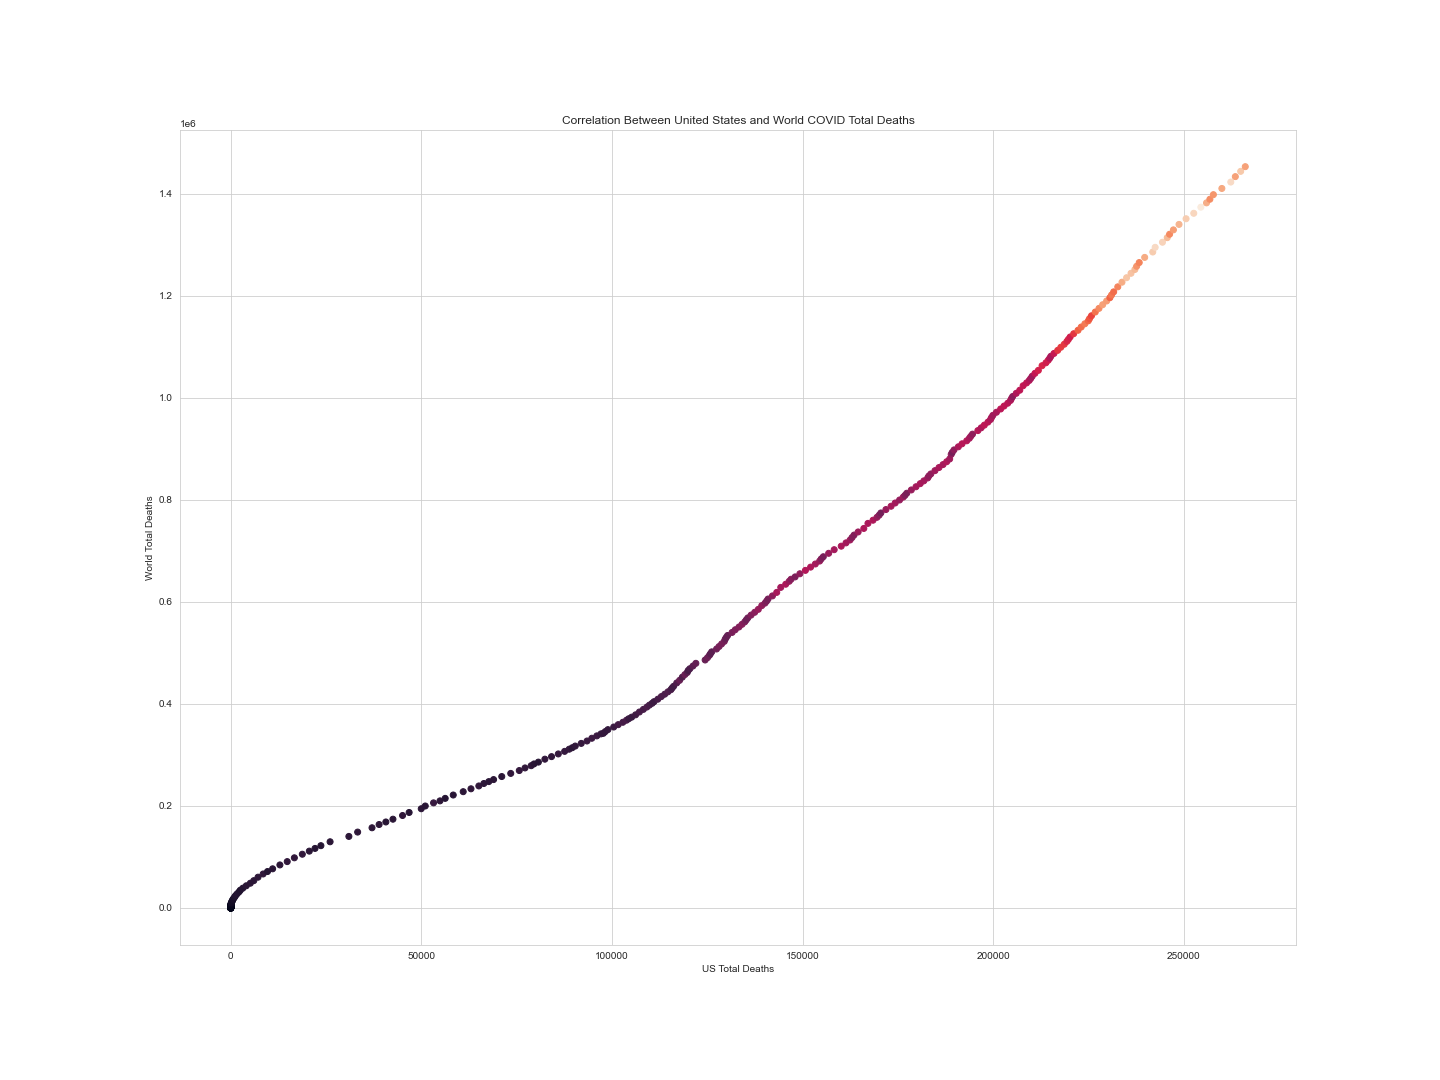 Correlation Between United States and World COVID Total Deaths
1e6
1.4
1.2
1.0
0.8
0.6
0.4
0.2
0.0
World Total Deaths
0 50000 100000 150000 200000 250000
US Total Deaths